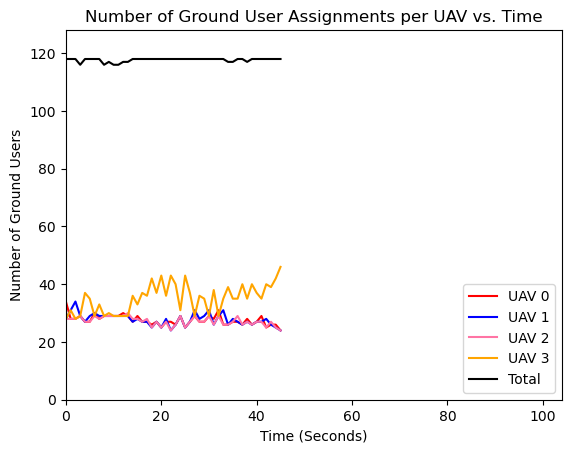 Number of Ground User Assignments per UAV vs. Time
Number of Ground Users
120
100
80
60
40
20
0
0 20 40 60 80 100
Time (Seconds)
UAV 0
UAV 1
UAV 2
UAV 3
Total